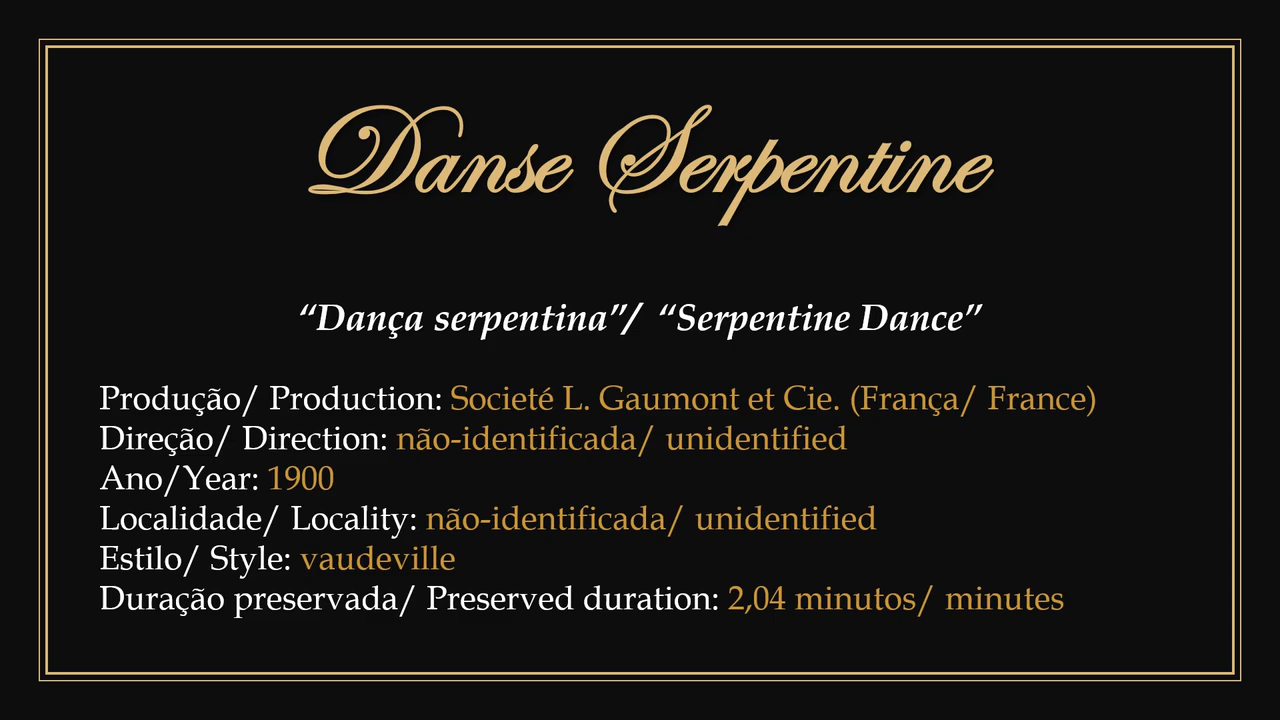 Danse Serpentine
“Dança serpentina”/ “Serpentine Dance”
Produção/ Production: Societé L. Gaumont et Cie. (França/ France)
Direção/ Direction: não-identificada/ unidentified
Ano/Year: 1900
Localidade/ Locality: não-identificada/ unidentified
Estilo/ Style: vaudeville
Duração preservada/ Preserved duration: 2,04 minutos/ minutes